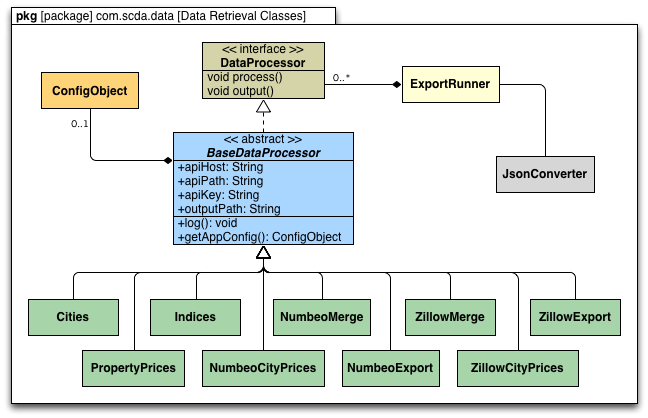 pkg [package] com.scda.data [Data Retrieval Classes]
<< interface >>
DataProcessor
void process()
void output()
0..*
ExportRunner
ConfigObject
0..1
<< abstract >>
BaseDataProcessor
+apiHost: String
+apiPath: String
+apiKey: String
+outputPath: String
+log(): void
+getAppConfig(): ConfigObject
JsonConverter
Cities
Indices
NumbeoMerge
ZillowMerge
ZillowExport
PropertyPrices
NumbeoCityPrices
NumbeoExport
ZillowCityPrices